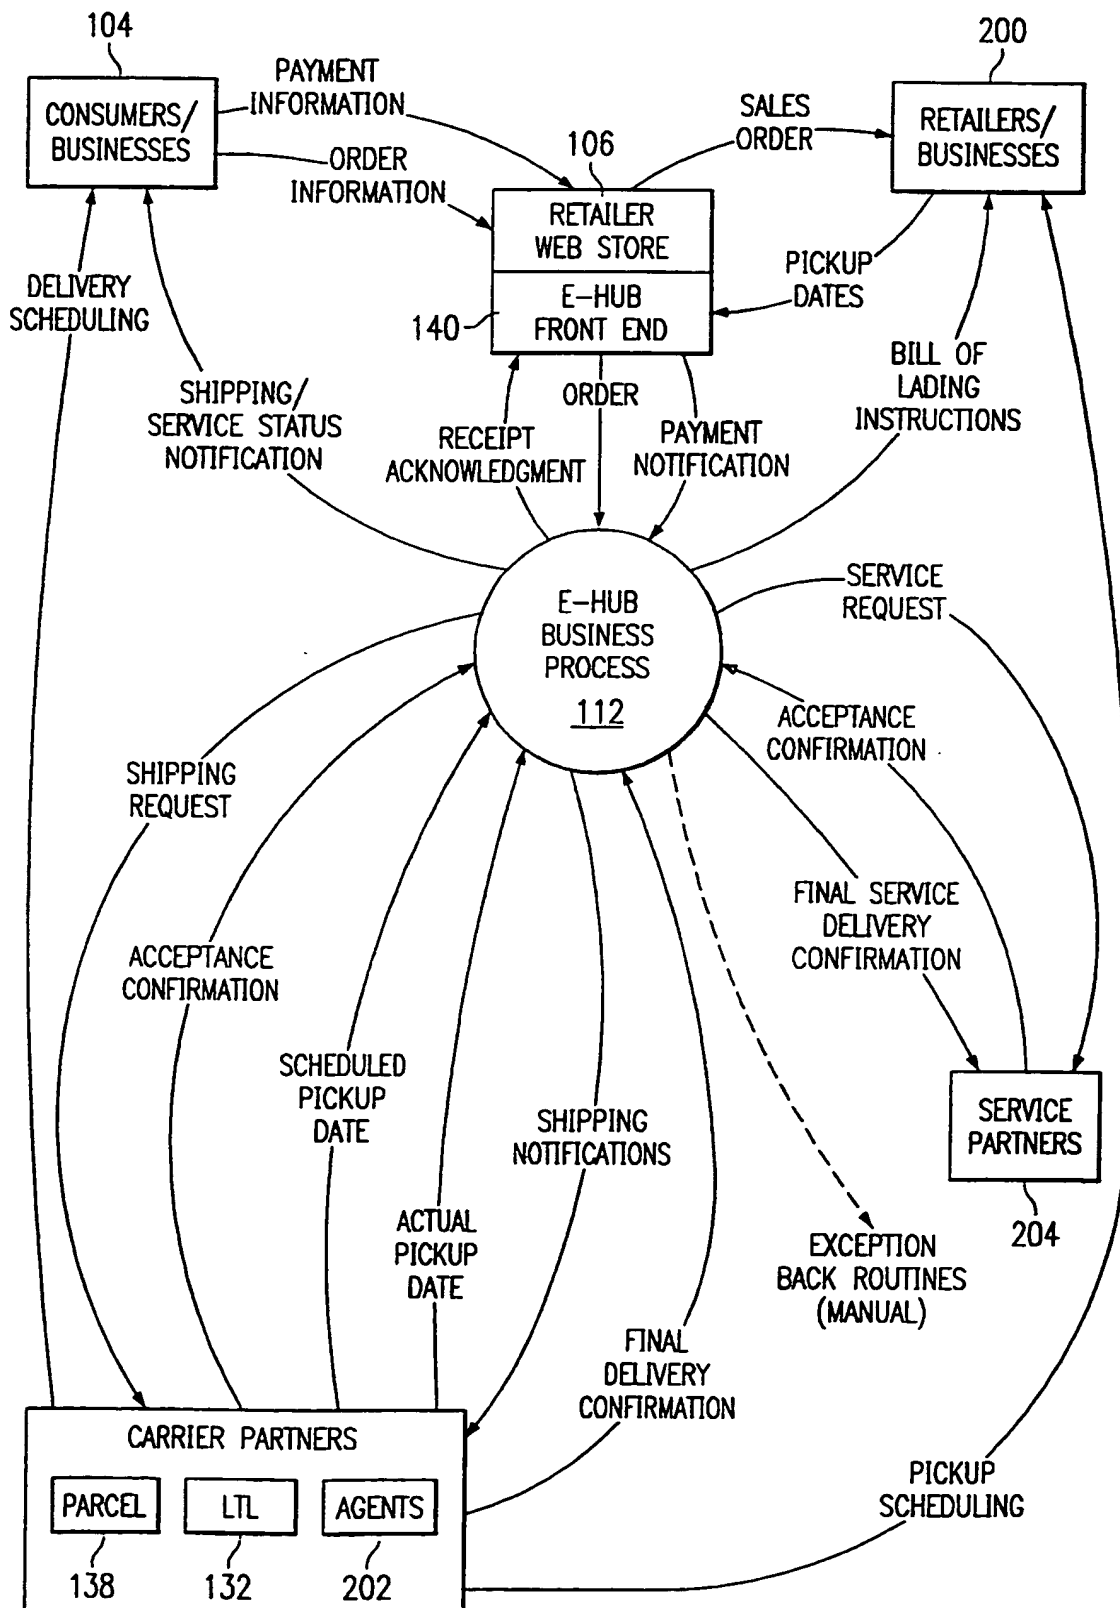 104
CONSUMERS/
BUSINESSES
PAYMENT
INFORMATION
ORDER
INFORMATION
106
RETAILER
WEB STORE
E-HUB
FRONT END
140
SALES
ORDER
200
RETAILERS/
BUSINESSES
PICKUP
DATES
DELIVERY
SCHEDULING
SHIPPING/
SERVICE STATUS
NOTIFICATION
RECEIPT
ACKNOWLEDGMENT
ORDER
PAYMENT
NOTIFICATION
BILL OF
LADING
INSTRUCTIONS
E-HUB
BUSINESS
PROCESS
112
SERVICE
REQUEST
ACCEPTANCE
CONFIRMATION
FINAL SERVICE
DELIVERY
CONFIRMATION
SERVICE
PARTNERS
204
SHIPPING
REQUEST
ACCEPTANCE
CONFIRMATION
SCHEDULED
PICKUP
DATE
ACTUAL
PICKUP
DATE
SHIPPING
NOTIFICATIONS
FINAL
DELIVERY
CONFIRMATION
EXCEPTION
BACK ROUTINES
(MANUAL)
PICKUP
SCHEDULING
CARRIER PARTNERS
PARCEL
LTL
AGENTS
138
132
202